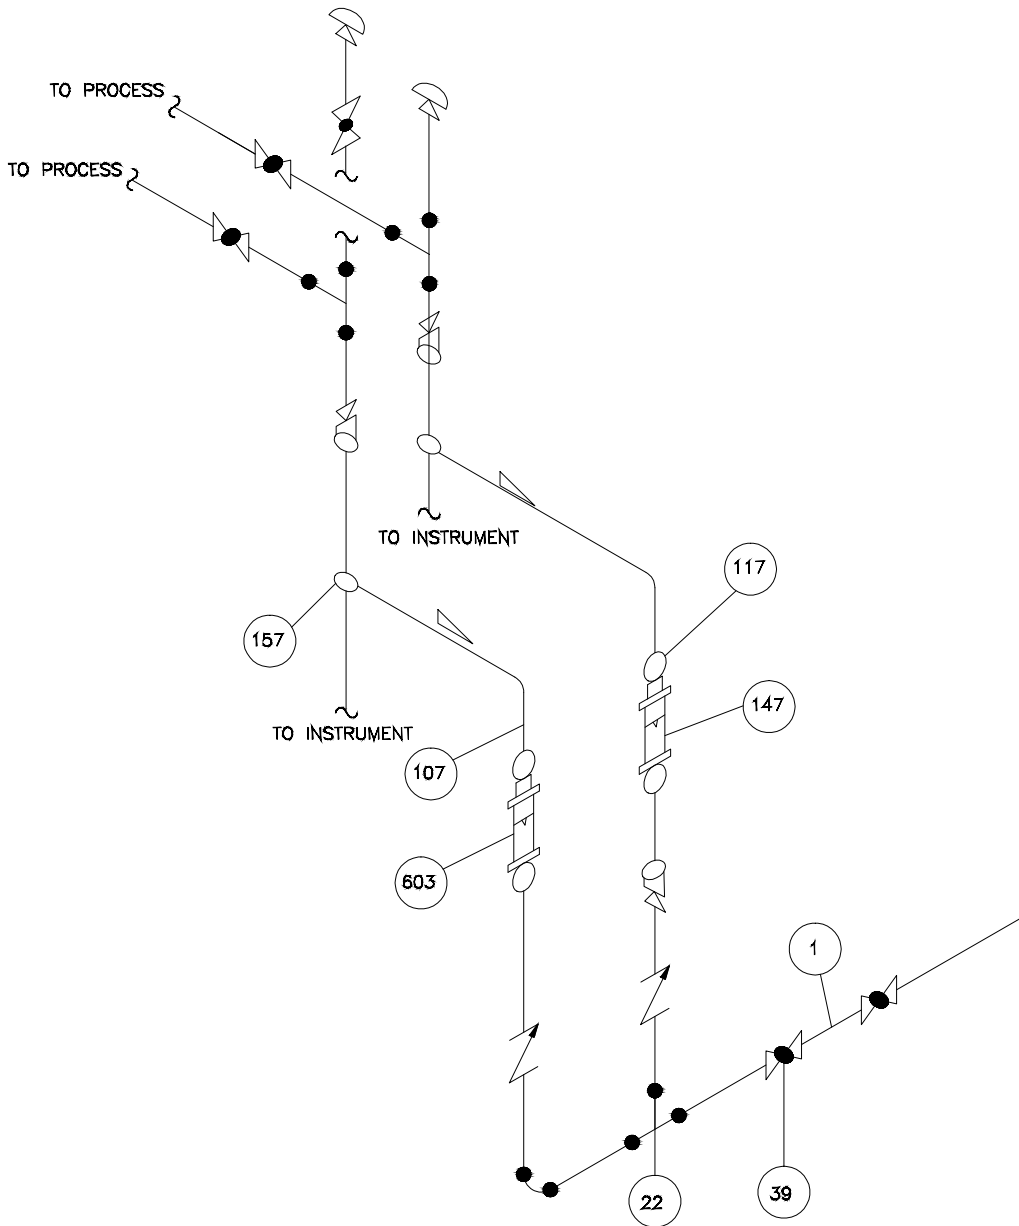 TO PROCESS
TO PROCESS
TO INSTRUMENT
117
157
147
TO INSTRUMENT
107
603
1
22
39